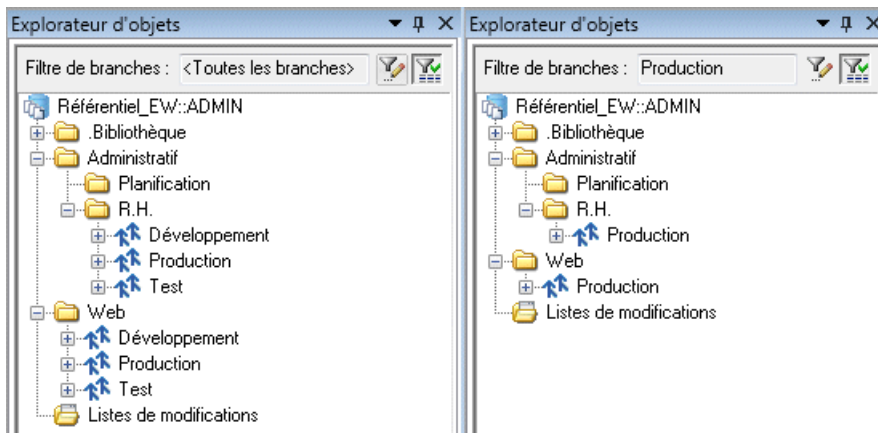 Explorateur d'objets
Filtre de branches : <Toutes les branches>
Référentiel_EW::ADMIN
.Bibliothèque
Administratif
Planification
R.H.
Développement
Production
Test
Web
Développement
Production
Test
Listes de modifications
Explorateur d'objets
Filtre de branches : Production
Référentiel_EW::ADMIN
.Bibliothèque
Administratif
Planification
R.H.
Production
Web
Production
Listes de modifications